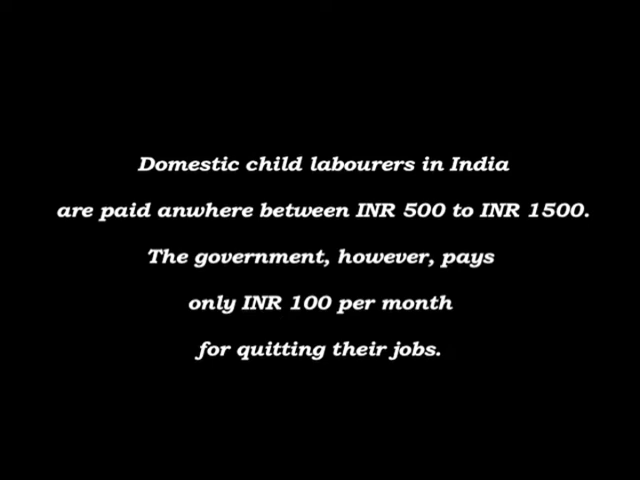 Domestic child labourers in India
are paid anwhere between INR 500 to INR 1500.
The government, however, pays
only INR 100 per month
for quitting their jobs.